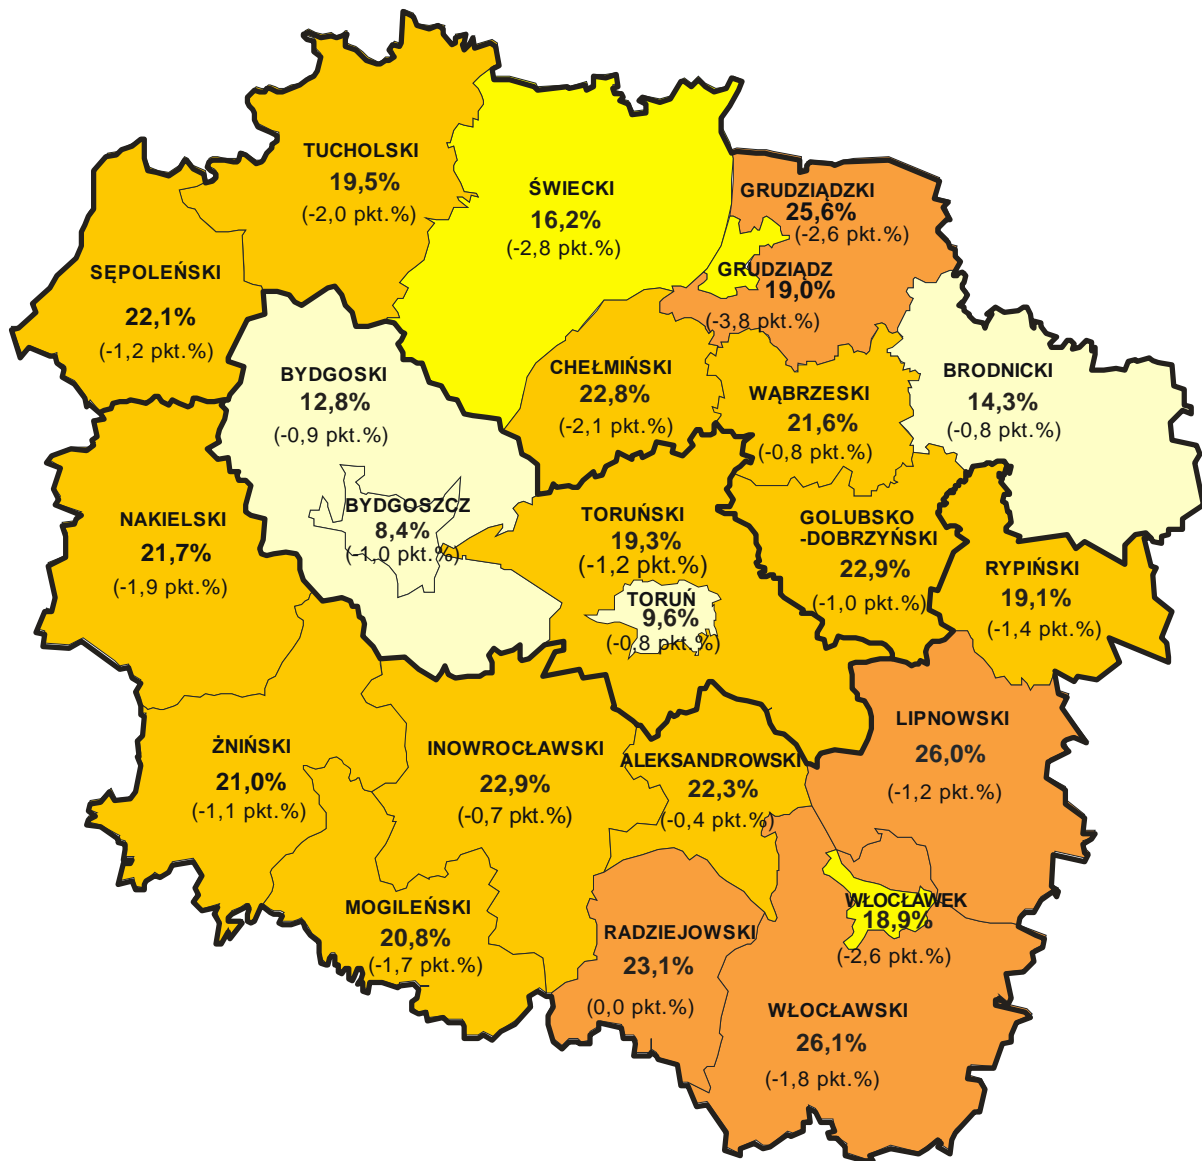 TUCHOLSKI
19,5%
(-2,0 pkt.%)
ŚWIECKI
16,2%
(-2,8 pkt.%)
GRUDZIĄDZKI
25,6%
(-2,6 pkt.%)
GRUDZIĄDZ
19,0%
(-3,8 pkt.%)
SĘPOLEŃSKI
22,1%
(-1,2 pkt.%)
BYDGOSKI
12,8%
(-0,9 pkt.%)
CHEŁMIŃSKI
22,8%
(-2,1 pkt.%)
WĄBRZESKI
21,6%
(-0,8 pkt.%)
BRODNICKI
14,3%
(-0,8 pkt.%)
NAKIELSKI
21,7%
(-1,9 pkt.%)
BYDGOSZCZ
8,4%
(-1,0 pkt.%)
TORUŃSKI
19,3%
(-1,2 pkt.%)
TORUŃ
9,6%
(-0,8 pkt.%)
GOLUBSKO
-DOBRZYŃSKI
22,9%
(-1,0 pkt.%)
RYPIŃSKI
19,1%
(-1,4 pkt.%)
ŻNIŃSKI
21,0%
(-1,1 pkt.%)
INOWROCŁAWSKI
22,9%
(-0,7 pkt.%)
ALEKSANDROWSKI
22,3%
(-0,4 pkt.%)
LIPNOWSKI
26,0%
(-1,2 pkt.%)
MOGILEŃSKI
20,8%
(-1,7 pkt.%)
RADZIEJOWSKI
23,1%
(0,0 pkt.%)
WŁOCŁAWEK
18,9%
(-2,6 pkt.%)
WŁOCŁAWSKI
26,1%
(-1,8 pkt.%)